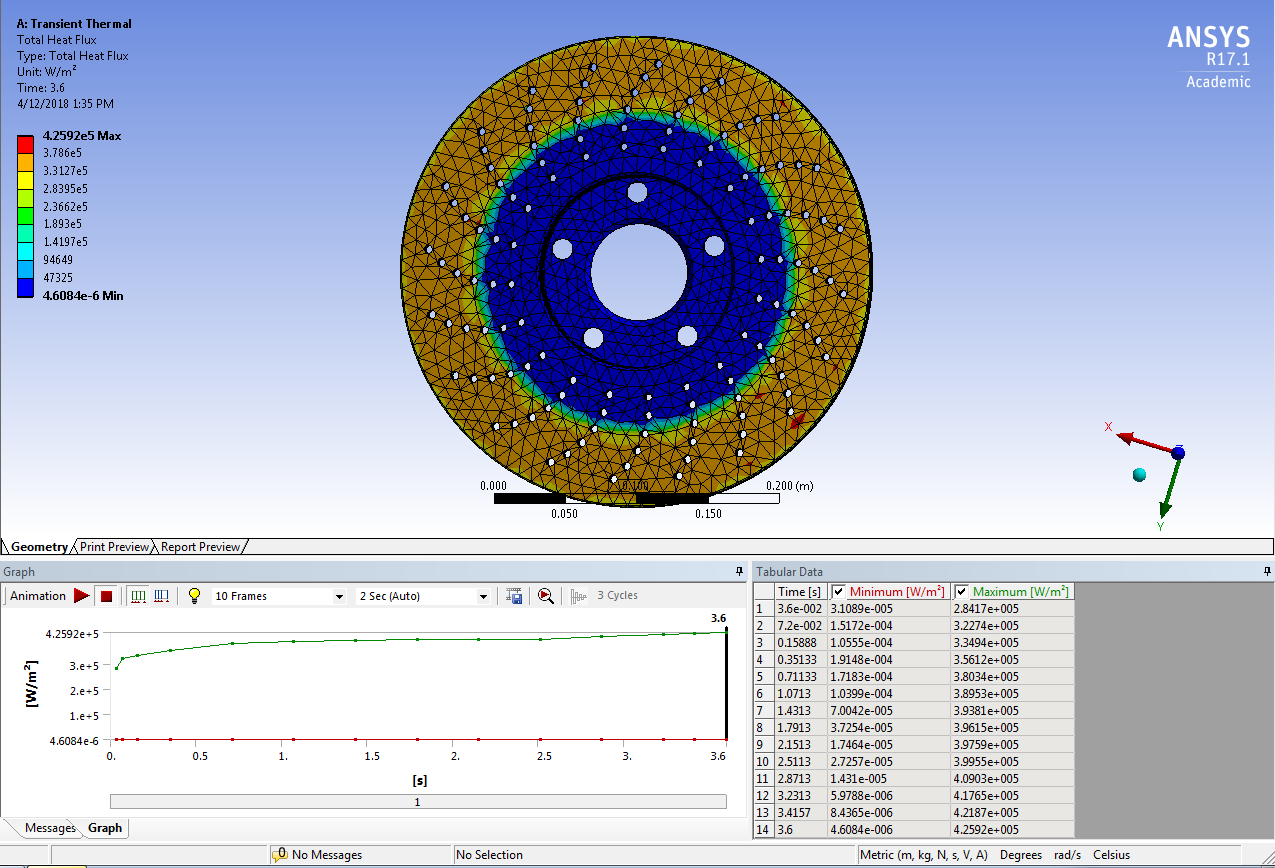 A: Transient Thermal
Total Heat Flux
Type: Total Heat Flux
Unit: W/m²
Time: 3.6
4/12/2018 1:35 PM
4.2592e5 Max
3.786e5
3.3127e5
2.8395e5
2.3662e5
1.893e5
1.4197e5
94649
47325
4.6084e-6 Min
ANSYS
R17.1
Academic
0.000 0.100 0.200 (m)
0.050 0.150
X
Z
Y
Geometry Print Preview Report Preview
Graph
Animation 10 Frames 2 Sec (Auto) 3 Cycles
3.6
4.2592e+5
3.e+5
2.e+5
1.e+5
4.6084e-6
[W/m²]
0. 0.5 1. 1.5 2. 2.5 3. 3.6
[s]
1
Messages Graph
Tabular Data
Time [s] Minimum [W/m²] Maximum [W/m²]
1 3.6e-002 3.1089e-005 2.8417e+005
2 7.2e-002 1.5172e-004 3.2274e+005
3 0.15888 1.0555e-004 3.3494e+005
4 0.35133 1.9148e-004 3.5612e+005
5 0.71133 1.7183e-004 3.8034e+005
6 1.0713 1.0399e-004 3.8953e+005
7 1.4313 7.0042e-005 3.9381e+005
8 1.7913 3.7254e-005 3.9615e+005
9 2.1513 1.7464e-005 3.9759e+005
10 2.5113 2.7257e-005 3.9955e+005
11 2.8713 1.431e-005 4.0903e+005
12 3.2313 5.9788e-006 4.1765e+005
13 3.4157 8.4365e-006 4.2187e+005
14 3.6 4.6084e-006 4.2592e+005
0 No Messages No Selection Metric (m, kg, N, s, V, A) Degrees rad/s Celsius